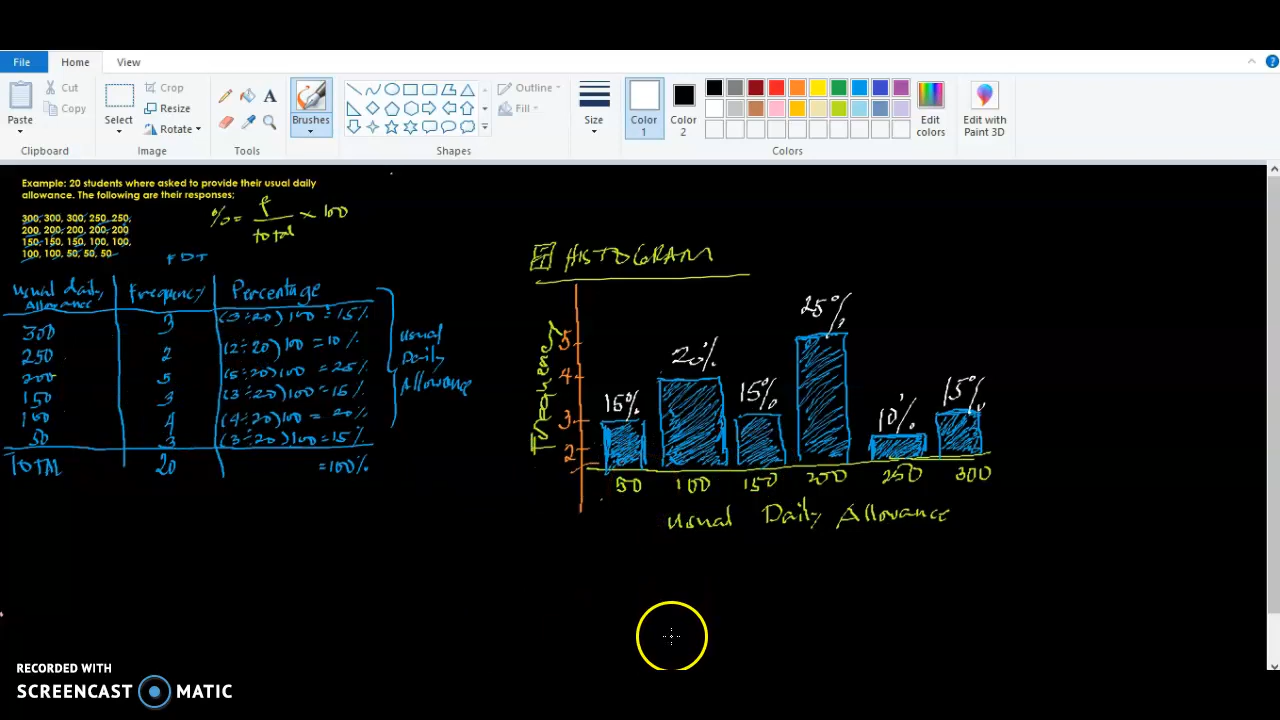 File Home View
Paste Cut Copy Clipboard
Select Crop Resize Rotate Image
Tools
Brushes
Outline Fill Shapes
Size
Color 1 Color 2 Edit colors Colors
Edit with Paint 3D
Example: 20 students where asked to provide their usual daily
allowance. The following are their responses;
300, 300, 300, 250, 250,
200, 200, 200, 200, 200
150, 150, 150, 100, 100,
100, 100, 50, 50, 50
% = f / total × 100
FDT
Usual daily Allowance Frequency Percentage
300 3 (3÷20)100 = 15%
250 2 (2÷20)100 = 10%
200 5 (5÷20)100 = 25%
150 3 (3÷20)100 = 15%
100 4 (4÷20)100 = 20%
50 3 (3÷20)100 = 15%
TOTAL 20 = 100%
Usual
Daily
Allowance
HISTOGRAM
Frequency
5
4
3
2
15% 20% 15% 25% 10% 15%
50 100 150 200 250 300
Usual Daily Allowance
RECORDED WITH
SCREENCAST MATIC